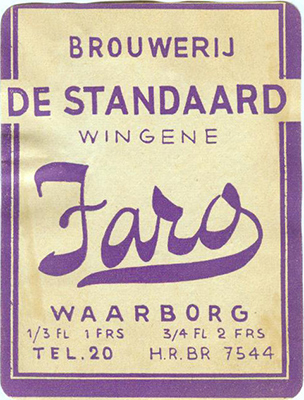 BROUWERIJ
DE STANDAARD
WINGENE
Faro
WAARBORG
1/3 FL 1 FRS 3/4 FL 2 FRS
TEL.20 H.R.BR 7544